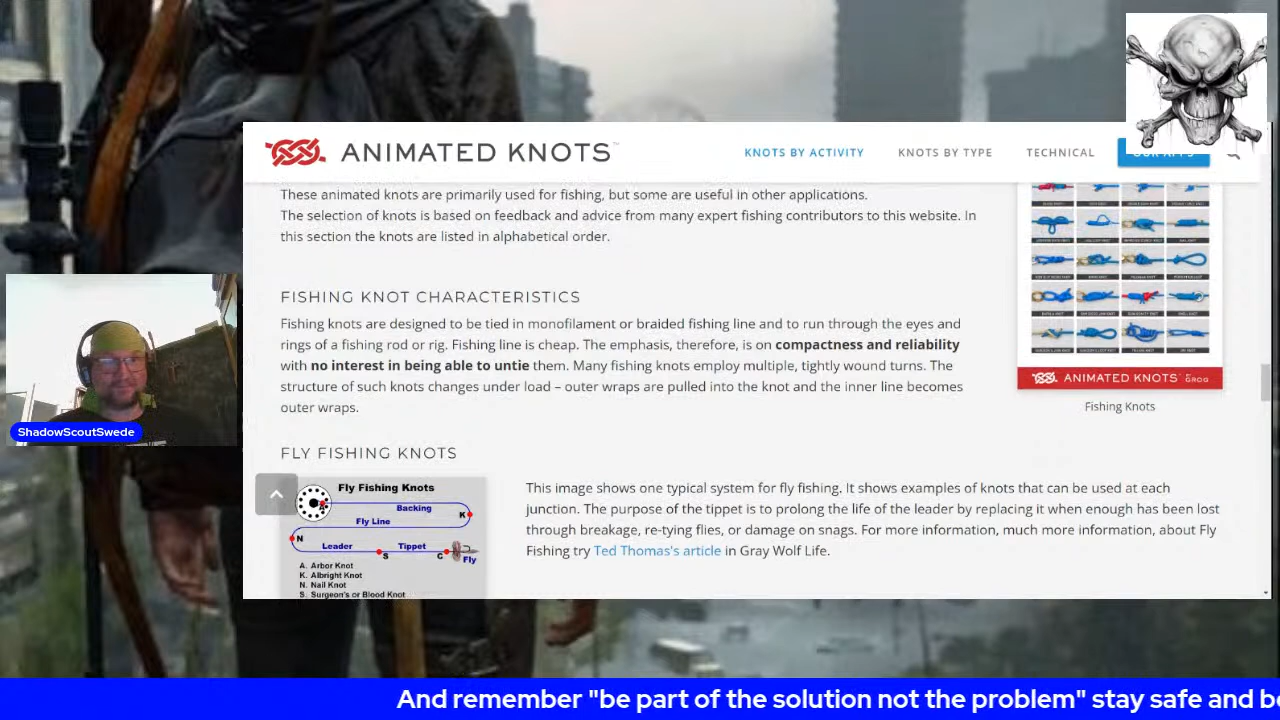 ANIMATED KNOTS
KNOTS BY ACTIVITY
KNOTS BY TYPE
TECHNICAL
These animated knots are primarily used for fishing, but some are useful in other applications.
The selection of knots is based on feedback and advice from many expert fishing contributors to this website. In
this section the knots are listed in alphabetical order.
FISHING KNOT CHARACTERISTICS
Fishing knots are designed to be tied in monofilament or braided fishing line and to run through the eyes and
rings of a fishing rod or rig. Fishing line is cheap. The emphasis, therefore, is on compactness and reliability
with no interest in being able to untie them. Many fishing knots employ multiple, tightly wound turns. The
structure of such knots changes under load – outer wraps are pulled into the knot and the inner line becomes
outer wraps.
ANIMATED KNOTS BY GROG
Fishing Knots
ShadowScoutSwede
FLY FISHING KNOTS
Fly Fishing Knots
Backing
K
Fly Line
N
Leader
Tippet
S
C
Fly
A. Arbor Knot
K. Albright Knot
N. Nail Knot
S. Surgeon's or Blood Knot
This image shows one typical system for fly fishing. It shows examples of knots that can be used at each
junction. The purpose of the tippet is to prolong the life of the leader by replacing it when enough has been lost
through breakage, re-tying flies, or damage on snags. For more information, much more information, about Fly
Fishing try Ted Thomas's article in Gray Wolf Life.
And remember "be part of the solution not the problem" stay safe and be